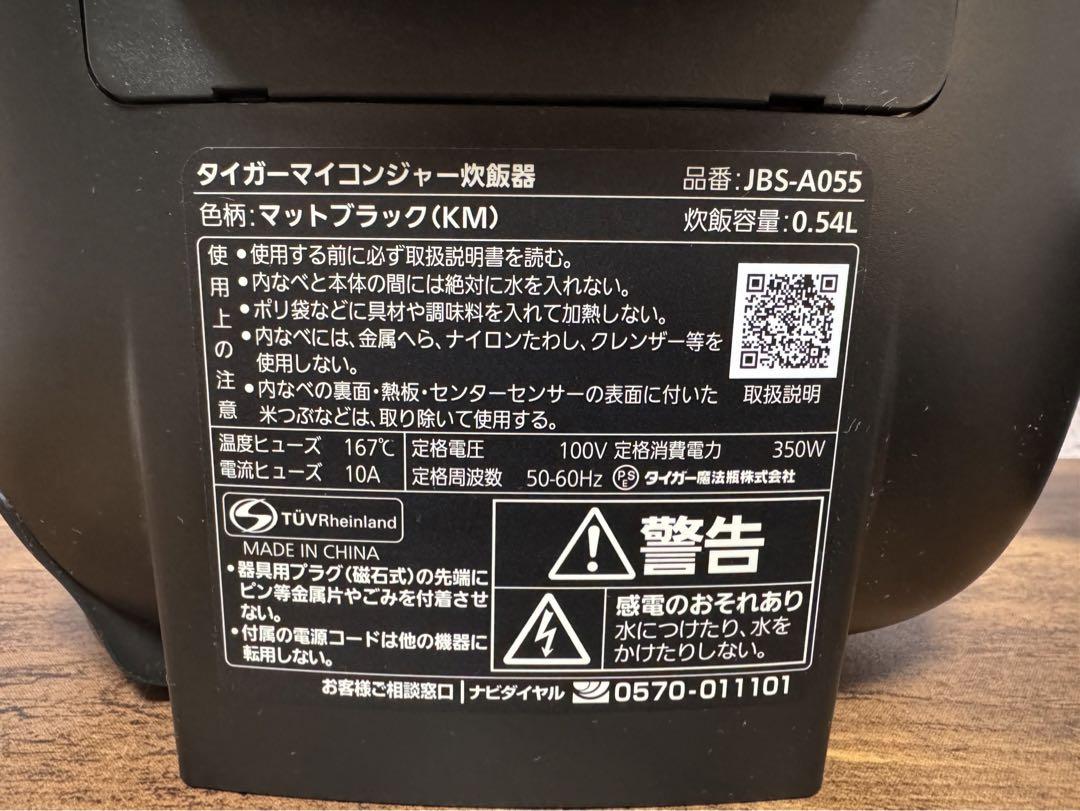 タイガーマイコンジャー炊飯器 品番:JBS-A055
色柄:マットブラック(KM) 炊飯容量:0.54L
使用上の注意
•使用する前に必ず取扱説明書を読む。
•内なべと本体の間には絶対に水を入れない。
•ポリ袋などに具材や調味料を入れて加熱しない。
•内なべには、金属へら、ナイロンたわし、クレンザー等を
使用しない。
•内なべの裏面・熱板・センターセンサーの表面に付いた
米つぶなどは、取り除いて使用する。
取扱説明
温度ヒューズ 167℃ 定格電圧 100V 定格消費電力 350W
電流ヒューズ 10A 定格周波数 50-60Hz PSE タイガー魔法瓶株式会社
TÜVRheinland
MADE IN CHINA
•器具用プラグ(磁石式)の先端に
ピン等金属片やごみを付着させ
ない。
•付属の電源コードは他の機器に
転用しない。
警告
感電のおそれあり
水につけたり、水を
かけたりしない。
お客様ご相談窓口|ナビダイヤル 0570-011101